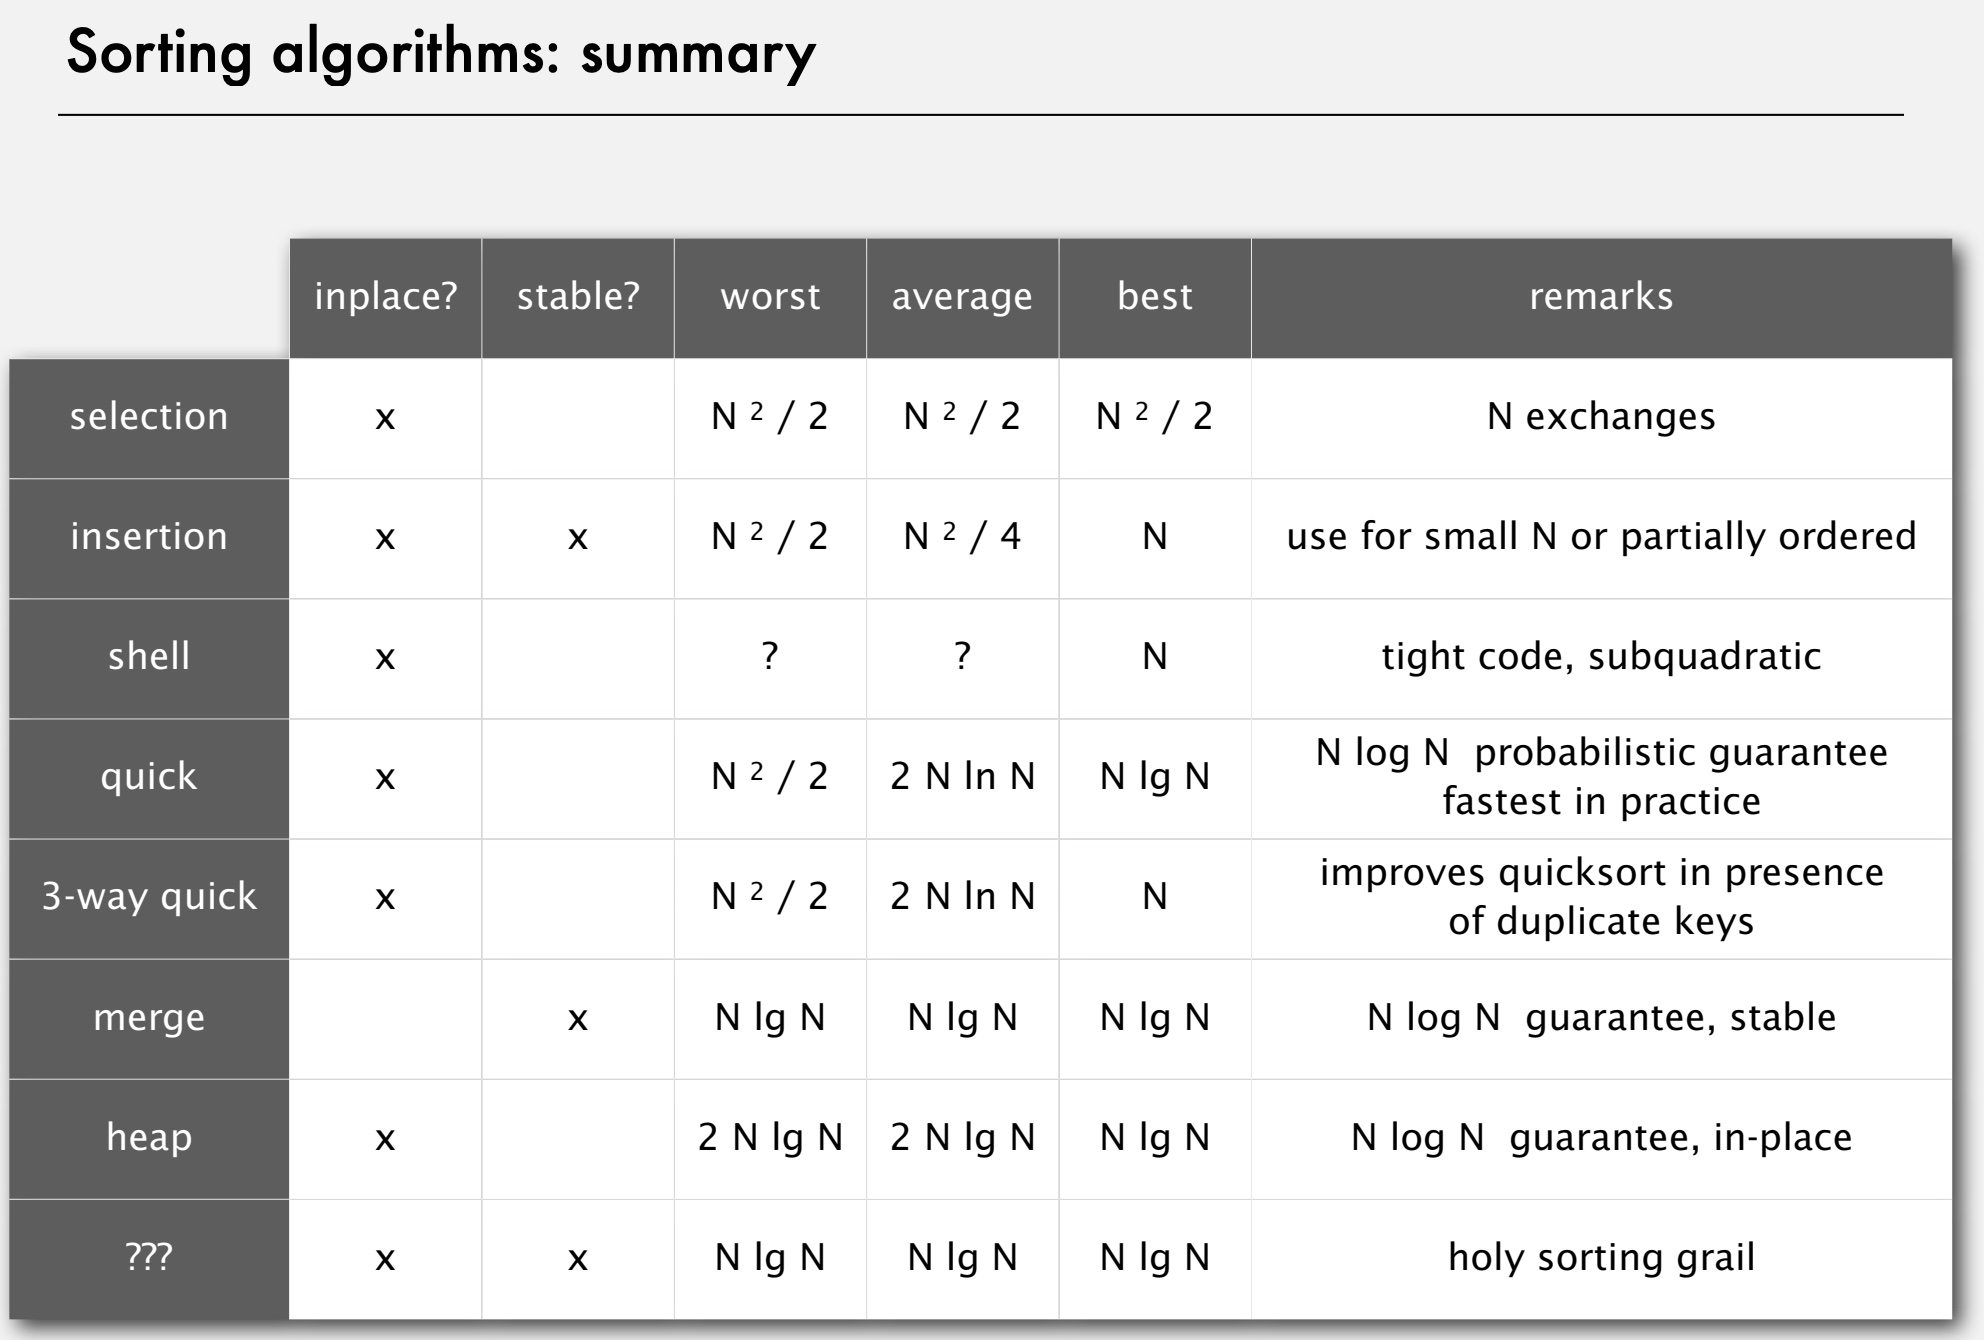 Sorting algorithms: summary
inplace? stable? worst average best remarks
selection x N ² / 2 N ² / 2 N ² / 2 N exchanges
insertion x x N ² / 2 N ² / 4 N use for small N or partially ordered
shell x ? ? N tight code, subquadratic
quick x N ² / 2 2 N ln N N lg N N log N probabilistic guarantee
fastest in practice
3-way quick x N ² / 2 2 N ln N N improves quicksort in presence
of duplicate keys
merge x N lg N N lg N N lg N N log N guarantee, stable
heap x 2 N lg N 2 N lg N N lg N N log N guarantee, in-place
??? x x N lg N N lg N N lg N holy sorting grail